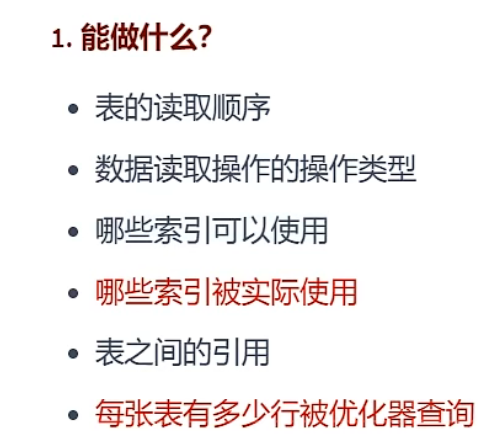 1. 能做什么?
• 表的读取顺序
• 数据读取操作的操作类型
• 哪些索引可以使用
• 哪些索引被实际使用
• 表之间的引用
• 每张表有多少行被优化器查询